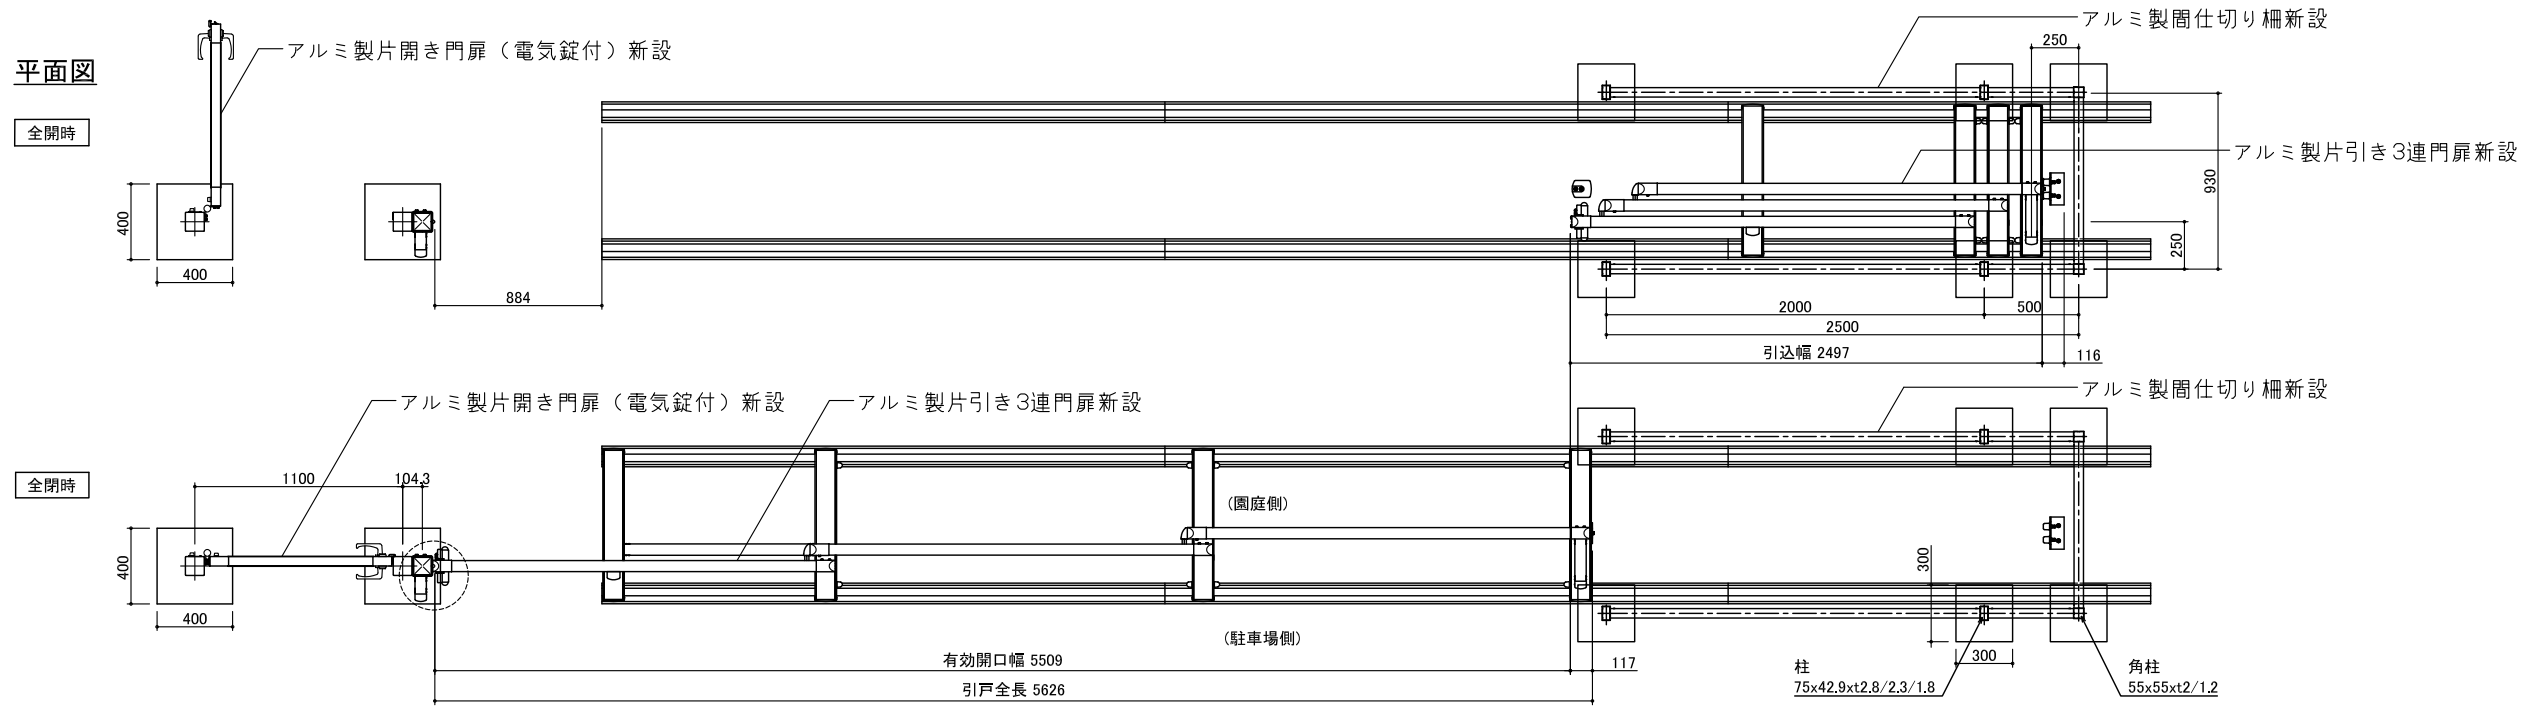 平面図
全開時
アルミ製片開き門扉（電気錠付）新設
アルミ製間仕切り柵新設
250
アルミ製片引き3連門扉新設
930
250
400
400
884
2000
500
2500
引込幅 2497
116
全閉時
アルミ製片開き門扉（電気錠付）新設
アルミ製片引き3連門扉新設
アルミ製間仕切り柵新設
1100
104.3
(園庭側)
400
400
300
(駐車場側)
有効開口幅 5509
117
引戸全長 5626
300
柱
75x42.9xt2.8/2.3/1.8
角柱
55x55xt2/1.2